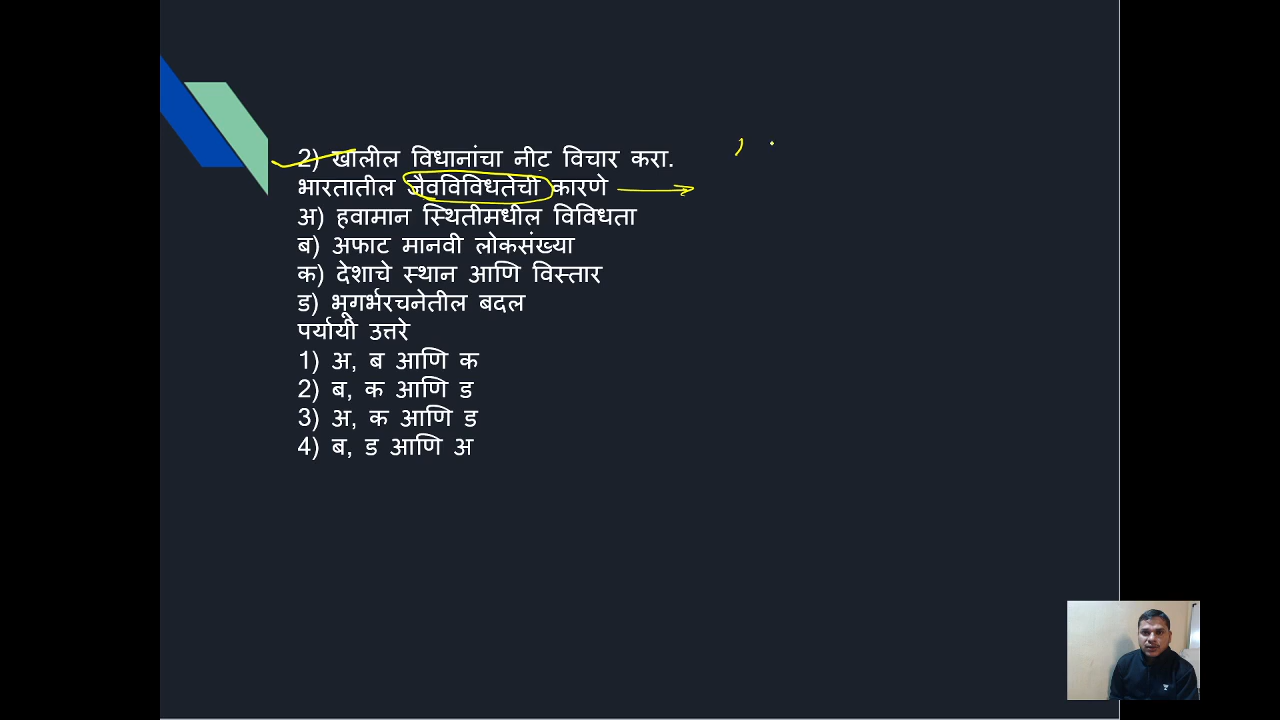 2) खालील विधानांचा नीट विचार करा.
भारतातील जैवविविधतेची कारणे
अ) हवामान स्थितीमधील विविधता
ब) अफाट मानवी लोकसंख्या
क) देशाचे स्थान आणि विस्तार
ड) भूगर्भरचनेतील बदल
पर्यायी उत्तरे
1) अ, ब आणि क
2) ब, क आणि ड
3) अ, क आणि ड
4) ब, ड आणि अ